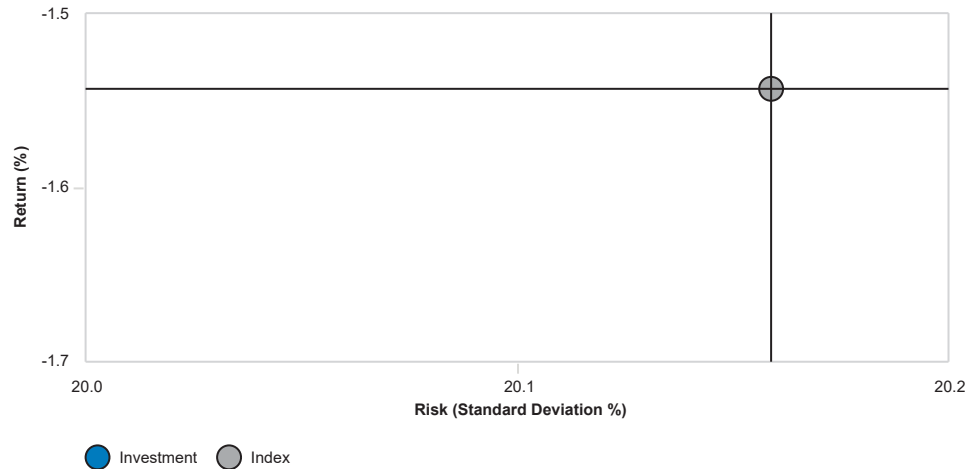 -1.5
Return (%)
-1.6
-1.7
20.0
20.1
20.2
Risk (Standard Deviation %)
Investment
Index